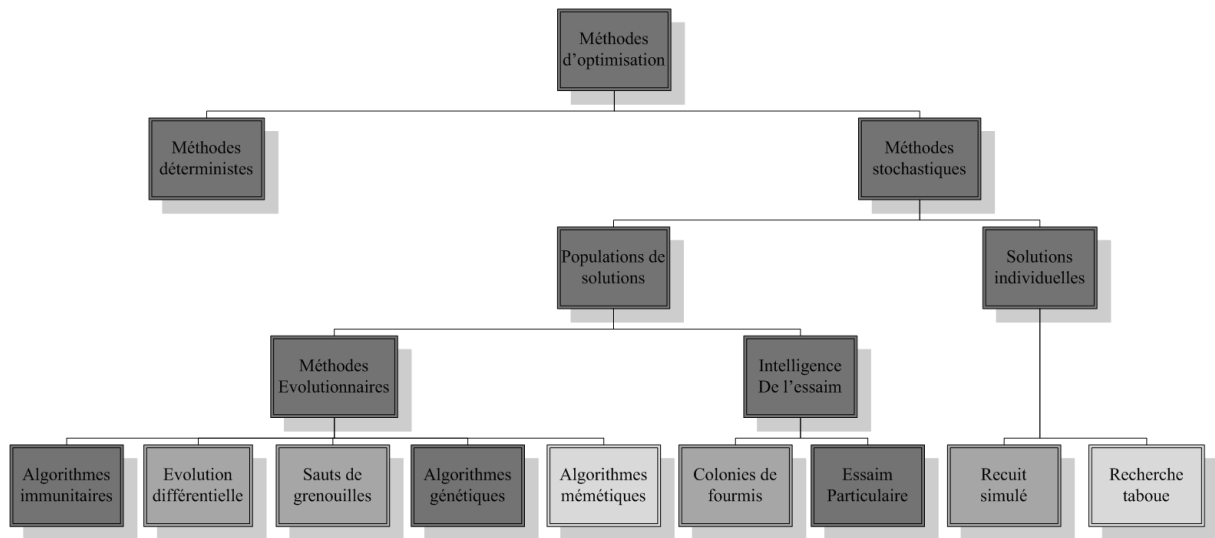 Méthodes
d'optimisation
Méthodes
déterministes
Méthodes
stochastiques
Populations de
solutions
Solutions
individuelles
Méthodes
Evolutionnaires
Intelligence
De l'essaim
Algorithmes
immunitaires
Evolution
différentielle
Sauts de
grenouilles
Algorithmes
génétiques
Algorithmes
mémétiques
Colonies de
fourmis
Essaim
Particulaire
Recuit
simulé
Recherche
taboue